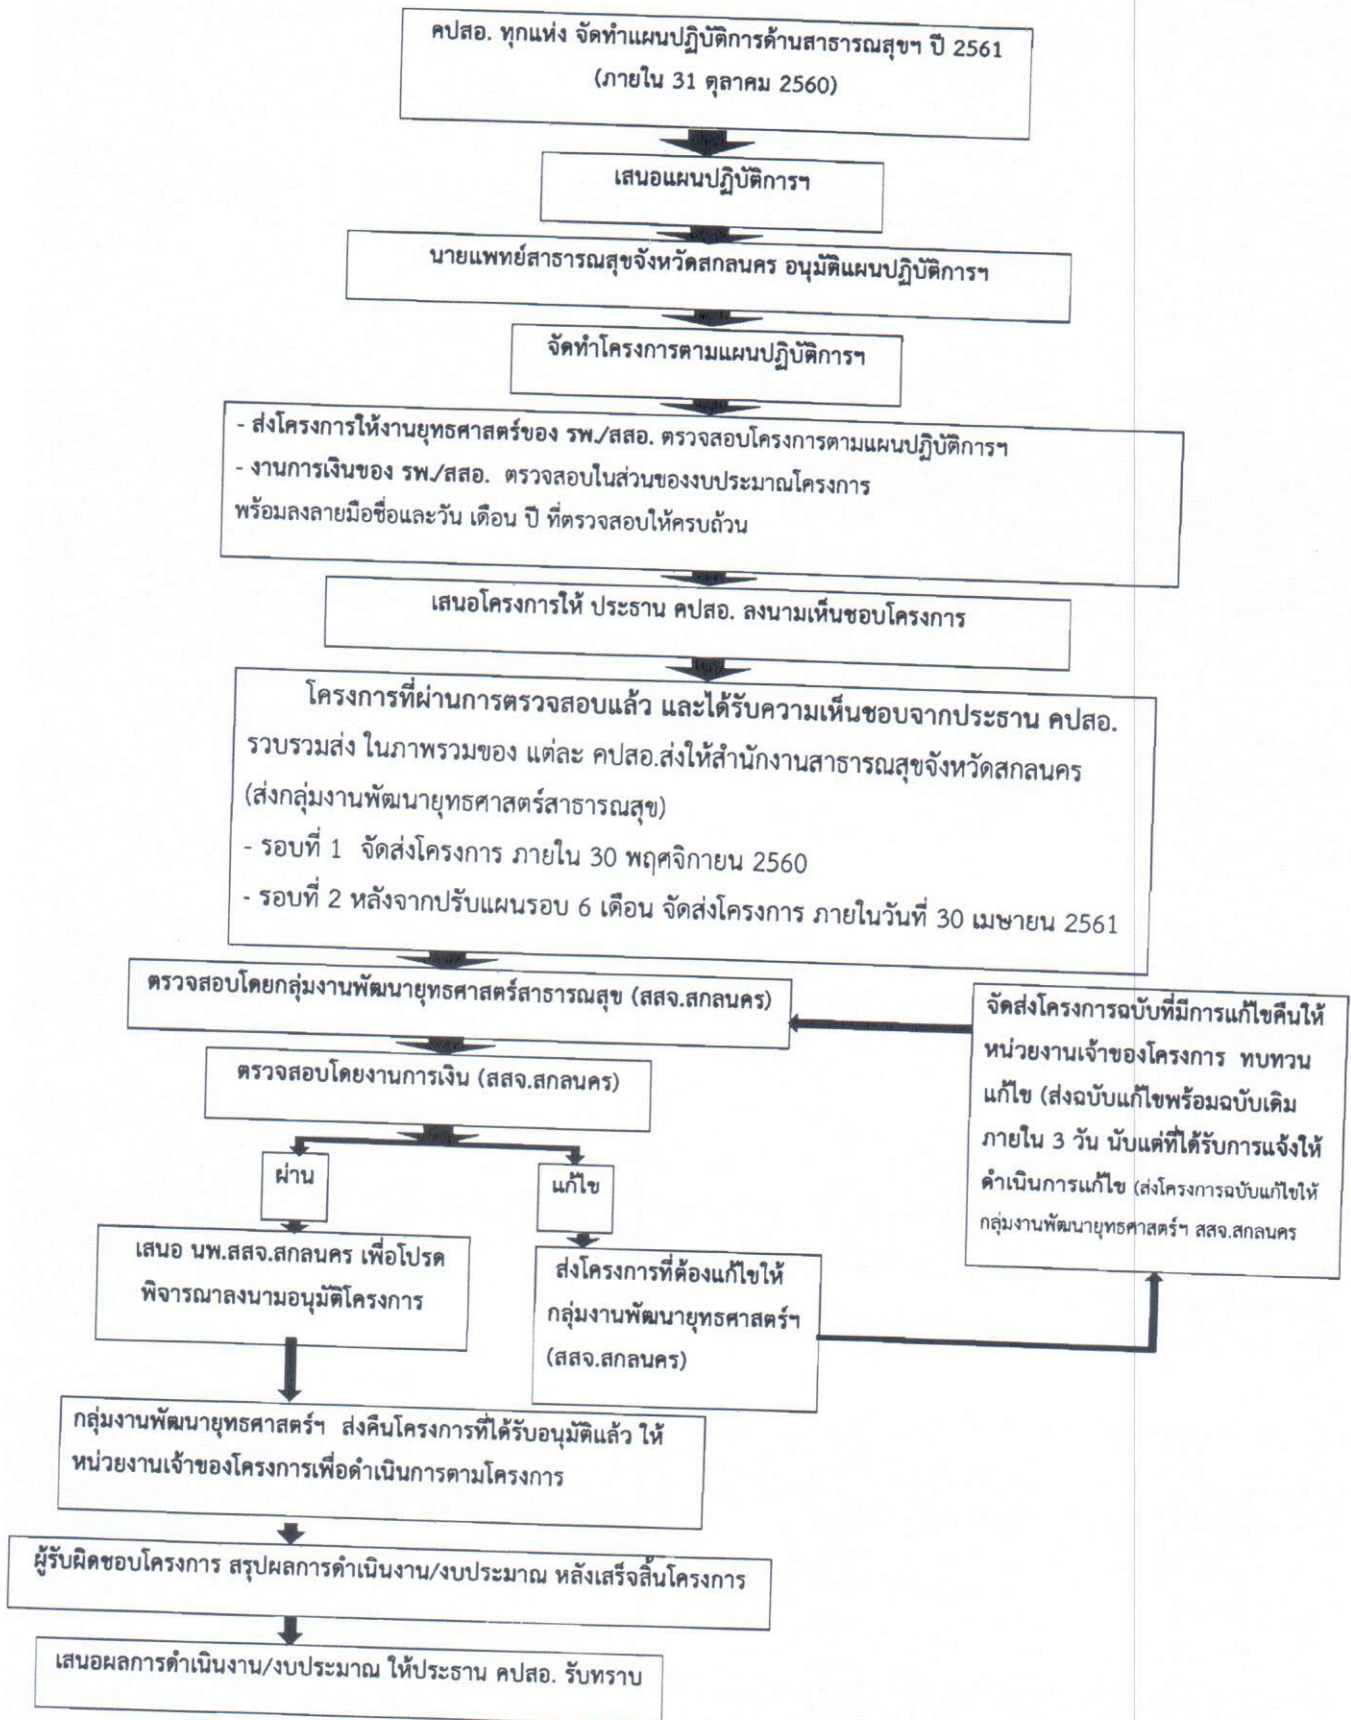 คปสอ. ทุกแห่ง จัดทำแผนปฏิบัติการด้านสาธารณสุขฯ ปี 2561
(ภายใน 31 ตุลาคม 2560)
เสนอแผนปฏิบัติการฯ
นายแพทย์สาธารณสุขจังหวัดสกลนคร อนุมัติแผนปฏิบัติการฯ
จัดทำโครงการตามแผนปฏิบัติการฯ
- ส่งโครงการให้งานยุทธศาสตร์ของ รพ./สสอ. ตรวจสอบโครงการตามแผนปฏิบัติการฯ
- งานการเงินของ รพ./สสอ. ตรวจสอบในส่วนของงบประมาณโครงการ
พร้อมลงลายมือชื่อและวัน เดือน ปี ที่ตรวจสอบให้ครบถ้วน
เสนอโครงการให้ ประธาน คปสอ. ลงนามเห็นชอบโครงการ
โครงการที่ผ่านการตรวจสอบแล้ว และได้รับความเห็นชอบจากประธาน คปสอ.
รวบรวมส่ง ในภาพรวมของ แต่ละ คปสอ.ส่งให้สำนักงานสาธารณสุขจังหวัดสกลนคร
(ส่งกลุ่มงานพัฒนายุทธศาสตร์สาธารณสุข)
- รอบที่ 1 จัดส่งโครงการ ภายใน 30 พฤศจิกายน 2560
- รอบที่ 2 หลังจากปรับแผนรอบ 6 เดือน จัดส่งโครงการ ภายในวันที่ 30 เมษายน 2561
ตรวจสอบโดยกลุ่มงานพัฒนายุทธศาสตร์สาธารณสุข (สสจ.สกลนคร)
จัดส่งโครงการฉบับที่มีการแก้ไขคืนให้
หน่วยงานเจ้าของโครงการ ทบทวน
แก้ไข (ส่งฉบับแก้ไขพร้อมฉบับเดิม
ภายใน 3 วัน นับแต่ที่ได้รับการแจ้งให้
ดำเนินการแก้ไข (ส่งโครงการฉบับแก้ไขให้
กลุ่มงานพัฒนายุทธศาสตร์ฯ สสจ.สกลนคร
ตรวจสอบโดยงานการเงิน (สสจ.สกลนคร)
ผ่าน
แก้ไข
เสนอ นพ.สสจ.สกลนคร เพื่อโปรด
พิจารณาลงนามอนุมัติโครงการ
ส่งโครงการที่ต้องแก้ไขให้
กลุ่มงานพัฒนายุทธศาสตร์ฯ
(สสจ.สกลนคร)
กลุ่มงานพัฒนายุทธศาสตร์ฯ ส่งคืนโครงการที่ได้รับอนุมัติแล้ว ให้
หน่วยงานเจ้าของโครงการเพื่อดำเนินการตามโครงการ
ผู้รับผิดชอบโครงการ สรุปผลการดำเนินงาน/งบประมาณ หลังเสร็จสิ้นโครงการ
เสนอผลการดำเนินงาน/งบประมาณ ให้ประธาน คปสอ. รับทราบ